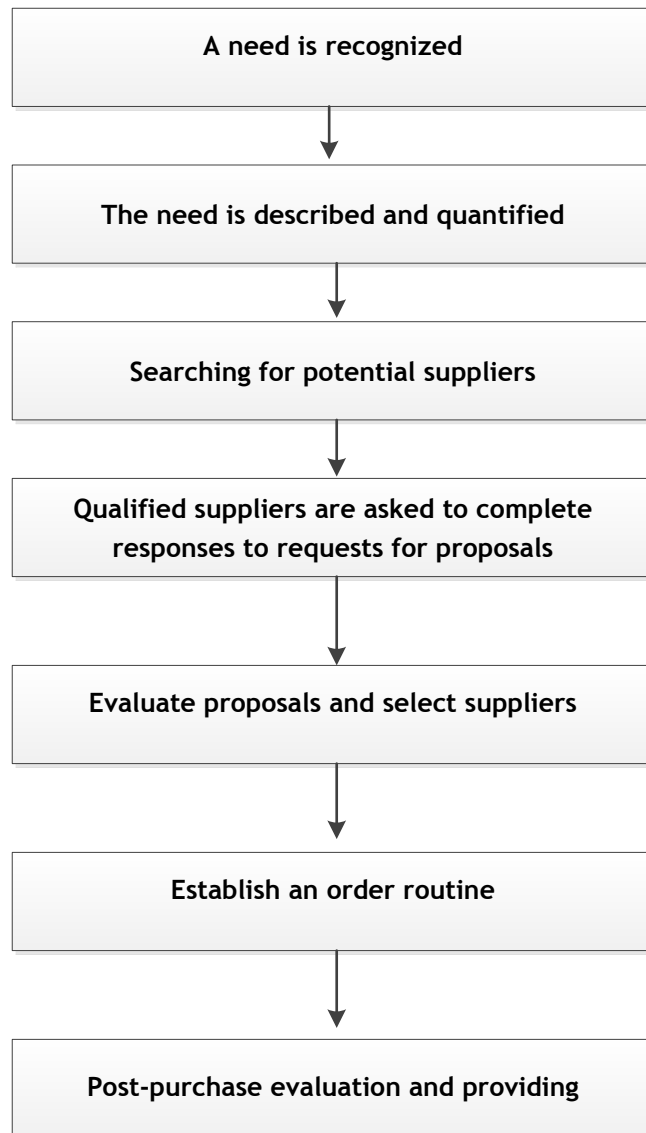 A need is recognized
The need is described and quantified
Searching for potential suppliers
Qualified suppliers are asked to complete
responses to requests for proposals
Evaluate proposals and select suppliers
Establish an order routine
Post-purchase evaluation and providing